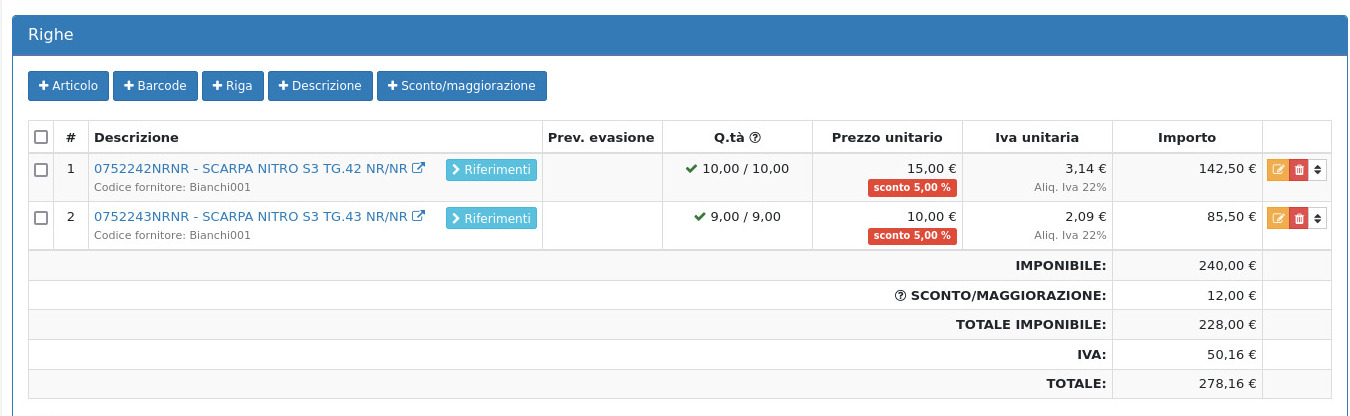 Righe
Articolo Barcode Riga Descrizione Sconto/maggiorazione
# Descrizione Prev. evasione Q.tà Prezzo unitario Iva unitaria Importo
1 0752242NRNR - SCARPA NITRO S3 TG.42 NR/NR Riferimenti 10,00 / 10,00 15,00 € 3,14 € 142,50 €
Codice fornitore: Bianchi001 sconto 5,00 % Aliq. Iva 22%
2 0752243NRNR - SCARPA NITRO S3 TG.43 NR/NR Riferimenti 9,00 / 9,00 10,00 € 2,09 € 85,50 €
Codice fornitore: Bianchi001 sconto 5,00 % Aliq. Iva 22%
IMPONIBILE: 240,00 €
SCONTO/MAGGIORAZIONE: 12,00 €
TOTALE IMPONIBILE: 228,00 €
IVA: 50,16 €
TOTALE: 278,16 €